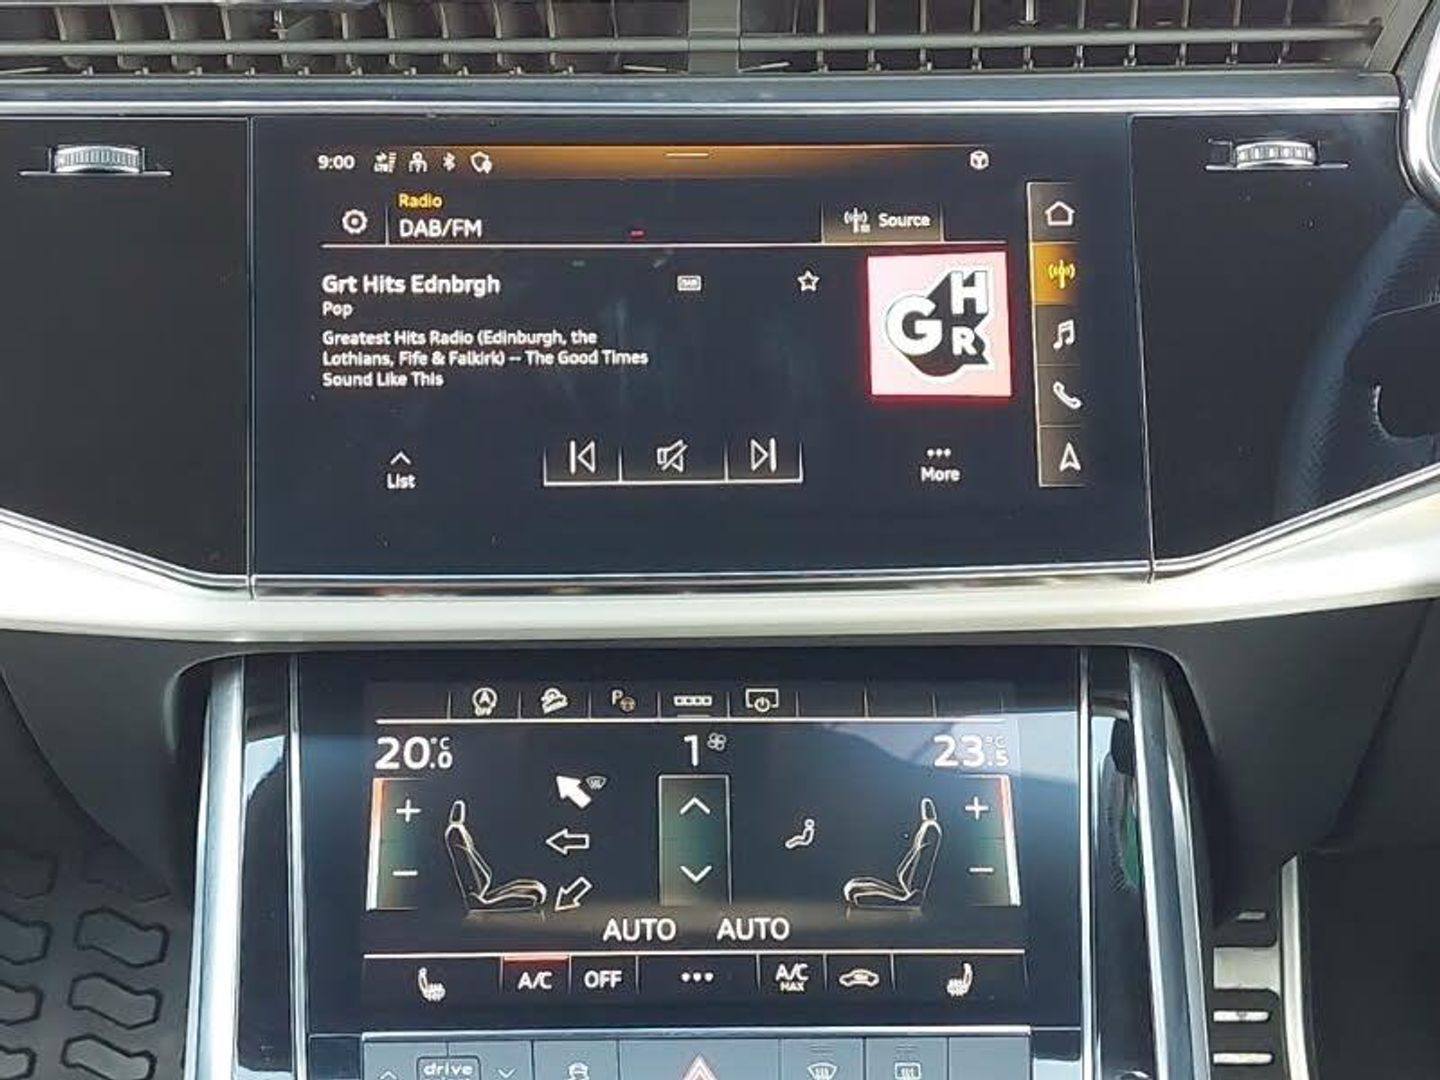 9:00
Radio
DAB/FM
Source
Grt Hits Ednbrgh
Pop
Greatest Hits Radio (Edinburgh, the
Lothians, Fife & Falkirk) -- The Good Times
Sound Like This
GHR
List
More
OFF
P
20.0°C
1
23.5°C
AUTO AUTO
A/C OFF A/C MAX
drive